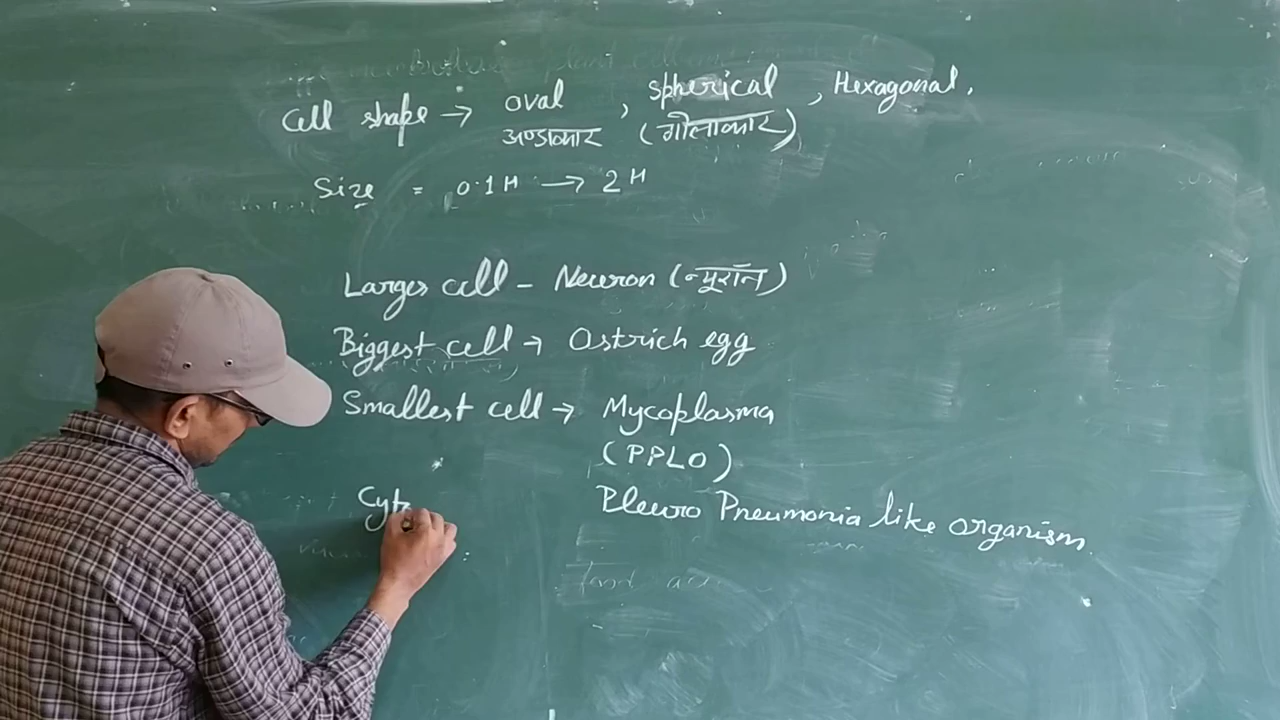 Cell shape → oval , spherical , Hexagonal ,
अण्डाकार (गोलाकार)
Size = 0.1 μ → 2 μ
Larges cell - Neuron (न्यूरॉन)
Biggest cell → Ostrich egg
Smallest cell → Mycoplasma
(PPLO)
Pleuro Pneumonia like organism
Cyto